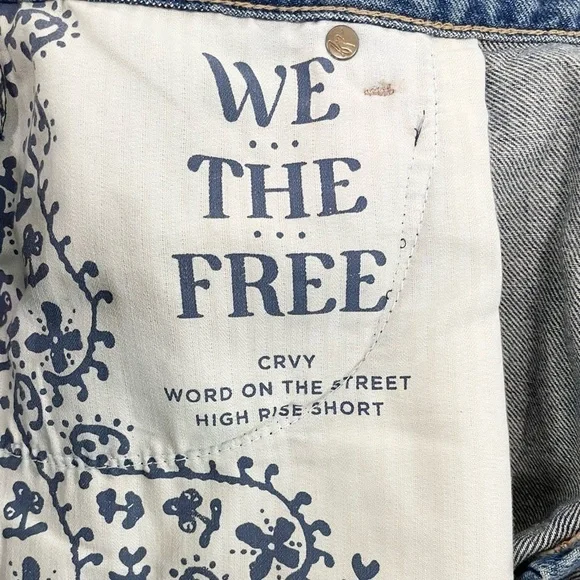 WE
THE
FREE
CRVY
WORD ON THE STREET
HIGH RISE SHORT